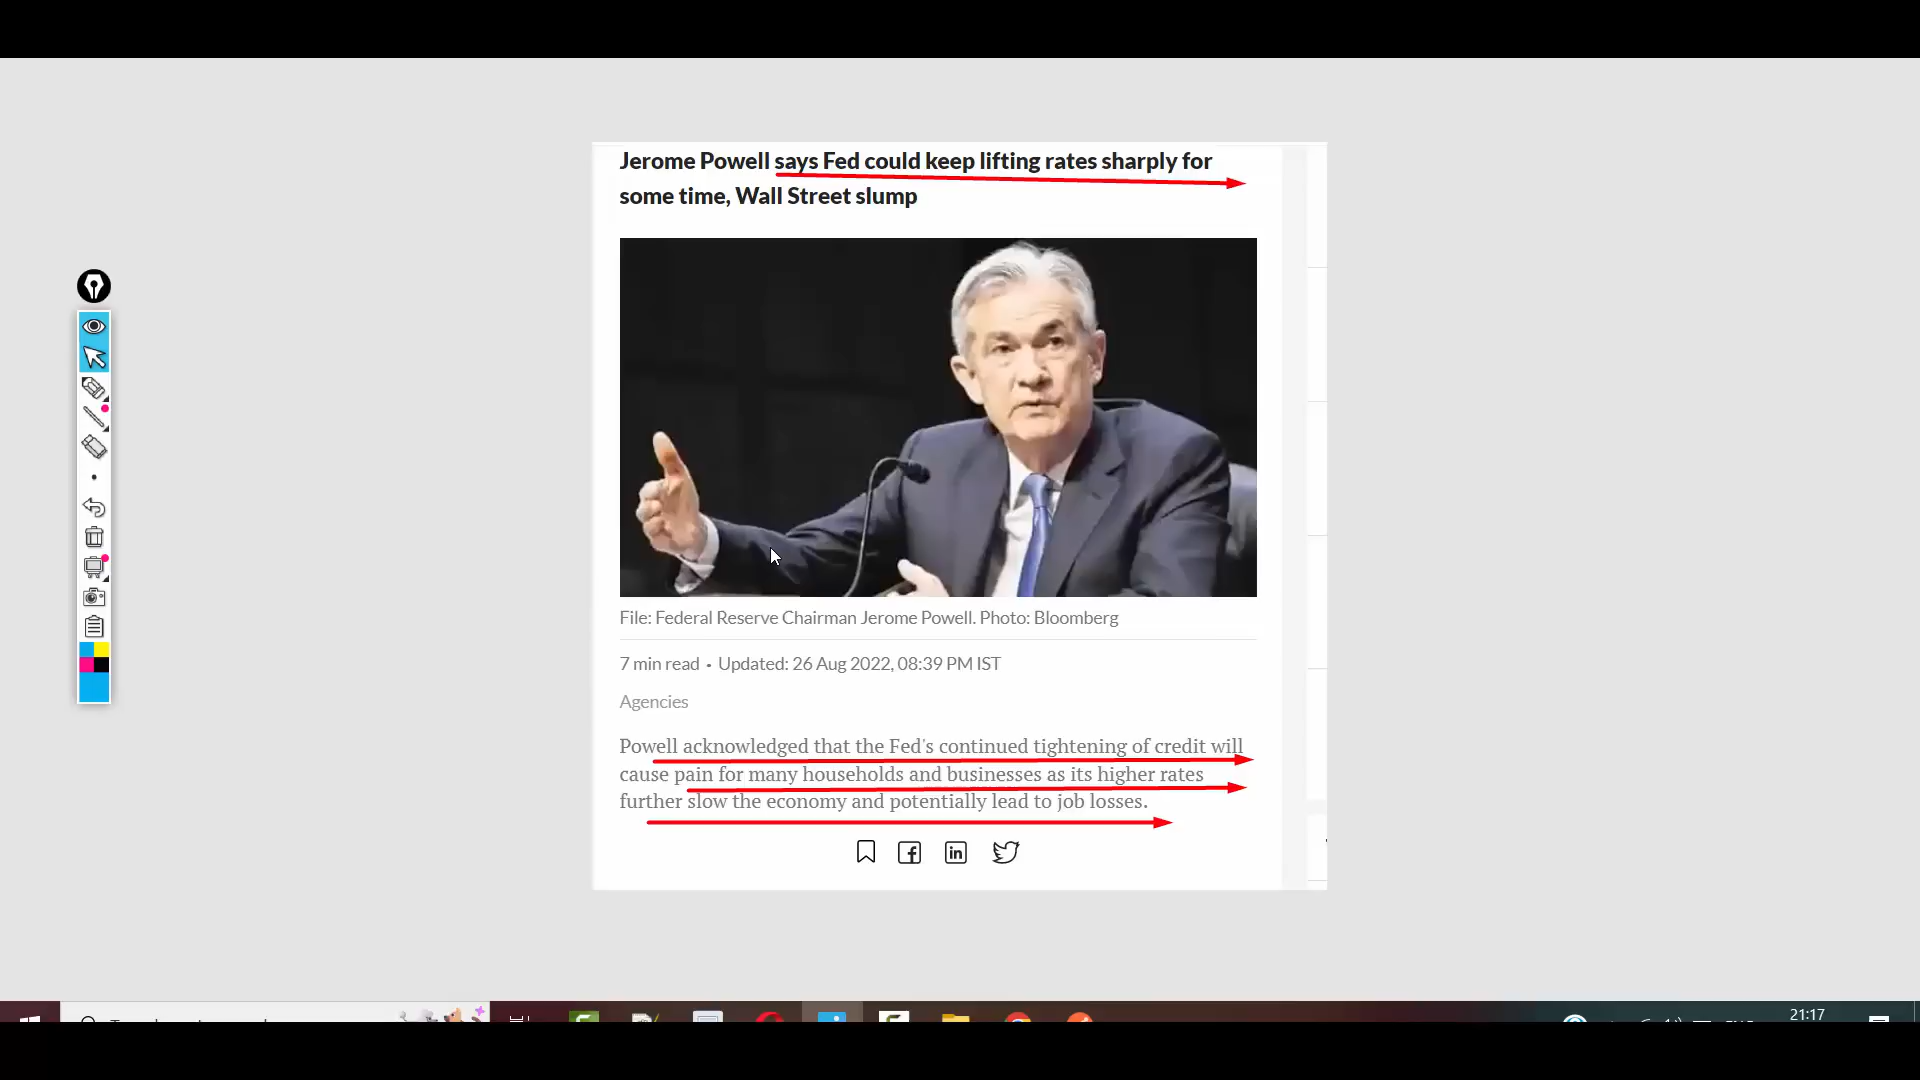 Jerome Powell says Fed could keep lifting rates sharply for
some time, Wall Street slump
File: Federal Reserve Chairman Jerome Powell. Photo: Bloomberg
7 min read • Updated: 26 Aug 2022, 08:39 PM IST
Agencies
Powell acknowledged that the Fed's continued tightening of credit will
cause pain for many households and businesses as its higher rates
further slow the economy and potentially lead to job losses.
21:17